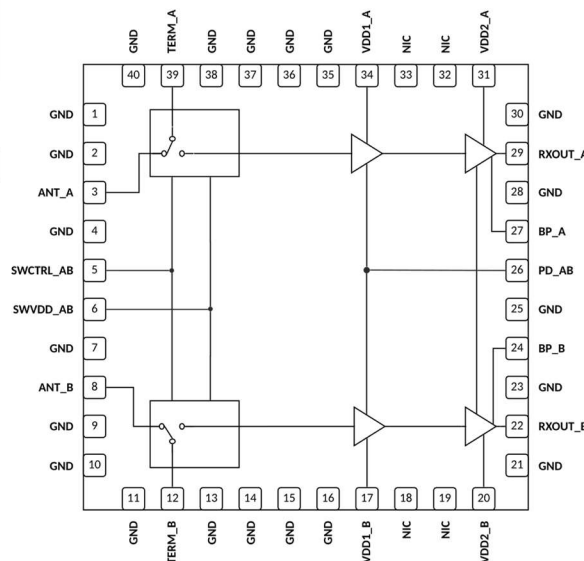 GND
TERM_A
GND
GND
GND
GND
VDD1_A
NIC
NIC
VDD2_A
40
39
38
37
36
35
34
33
32
31
GND 1
GND 2
ANT_A 3
GND 4
SWCTRL_AB 5
SWVDD_AB 6
GND 7
ANT_B 8
GND 9
GND 10
30 GND
29 RXOUT_A
28 GND
27 BP_A
26 PD_AB
25 GND
24 BP_B
23 GND
22 RXOUT_B
21 GND
11
12
13
14
15
16
17
18
19
20
GND
TERM_B
GND
GND
GND
GND
VDD1_B
NIC
NIC
VDD2_B